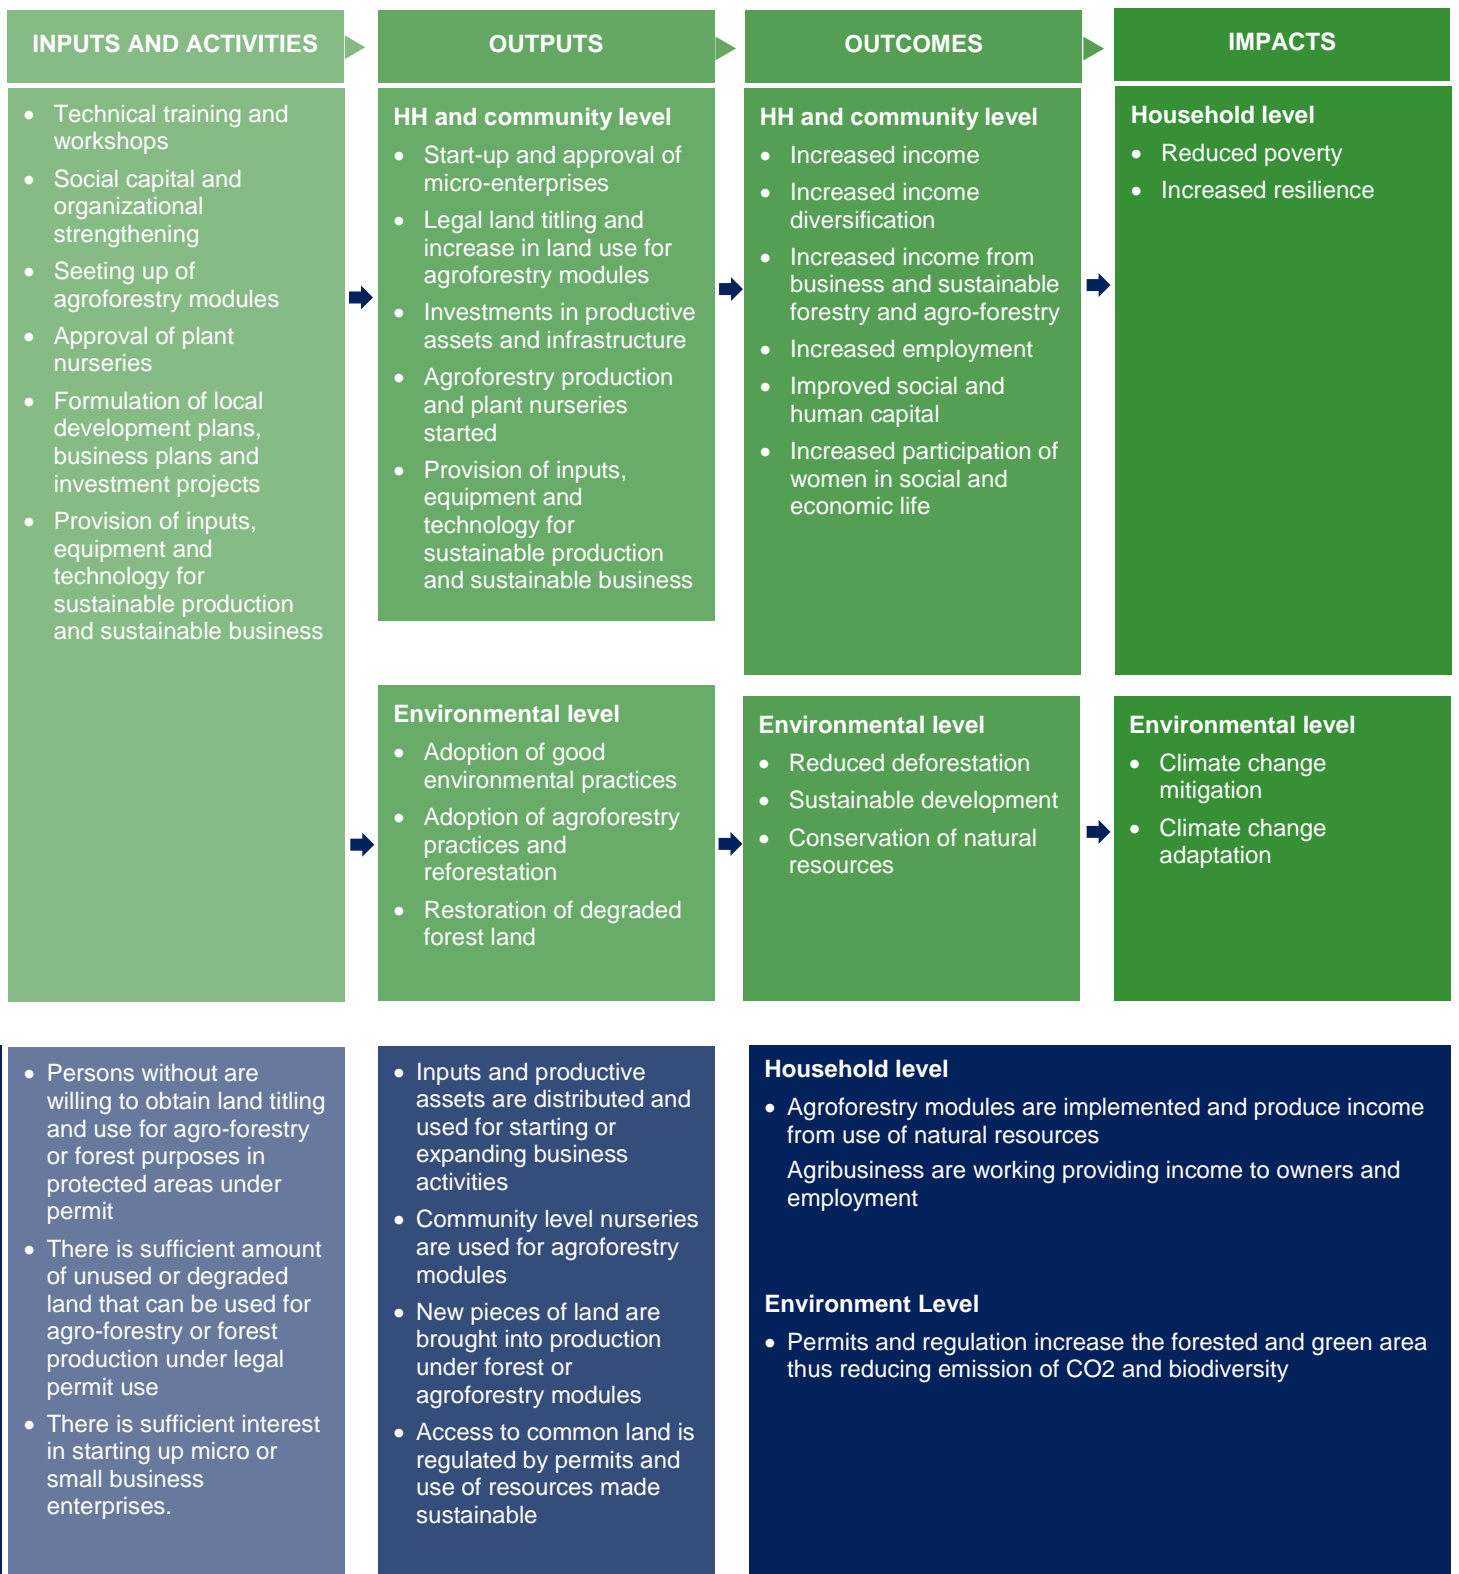 INPUTS AND ACTIVITIES
OUTPUTS
OUTCOMES
IMPACTS
• Technical training and
workshops
• Social capital and
organizational
strengthening
• Seeting up of
agroforestry modules
• Approval of plant
nurseries
• Formulation of local
development plans,
business plans and
investment projects
• Provision of inputs,
equipment and
technology for
sustainable production
and sustainable business
HH and community level
• Start-up and approval of
micro-enterprises
• Legal land titling and
increase in land use for
agroforestry modules
• Investments in productive
assets and infrastructure
• Agroforestry production
and plant nurseries
started
• Provision of inputs,
equipment and
technology for
sustainable production
and sustainable business
HH and community level
• Increased income
• Increased income
diversification
• Increased income from
business and sustainable
forestry and agro-forestry
• Increased employment
• Improved social and
human capital
• Increased participation of
women in social and
economic life
Household level
• Reduced poverty
• Increased resilience
Environmental level
• Adoption of good
environmental practices
• Adoption of agroforestry
practices and
reforestation
• Restoration of degraded
forest land
Environmental level
• Reduced deforestation
• Sustainable development
• Conservation of natural
resources
Environmental level
• Climate change
mitigation
• Climate change
adaptation
• Persons without are
willing to obtain land titling
and use for agro-forestry
or forest purposes in
protected areas under
permit
• There is sufficient amount
of unused or degraded
land that can be used for
agro-forestry or forest
production under legal
permit use
• There is sufficient interest
in starting up micro or
small business
enterprises.
• Inputs and productive
assets are distributed and
used for starting or
expanding business
activities
• Community level nurseries
are used for agroforestry
modules
• New pieces of land are
brought into production
under forest or
agroforestry modules
• Access to common land is
regulated by permits and
use of resources made
sustainable
Household level
• Agroforestry modules are implemented and produce income
from use of natural resources
Agribusiness are working providing income to owners and
employment
Environment Level
• Permits and regulation increase the forested and green area
thus reducing emission of CO2 and biodiversity